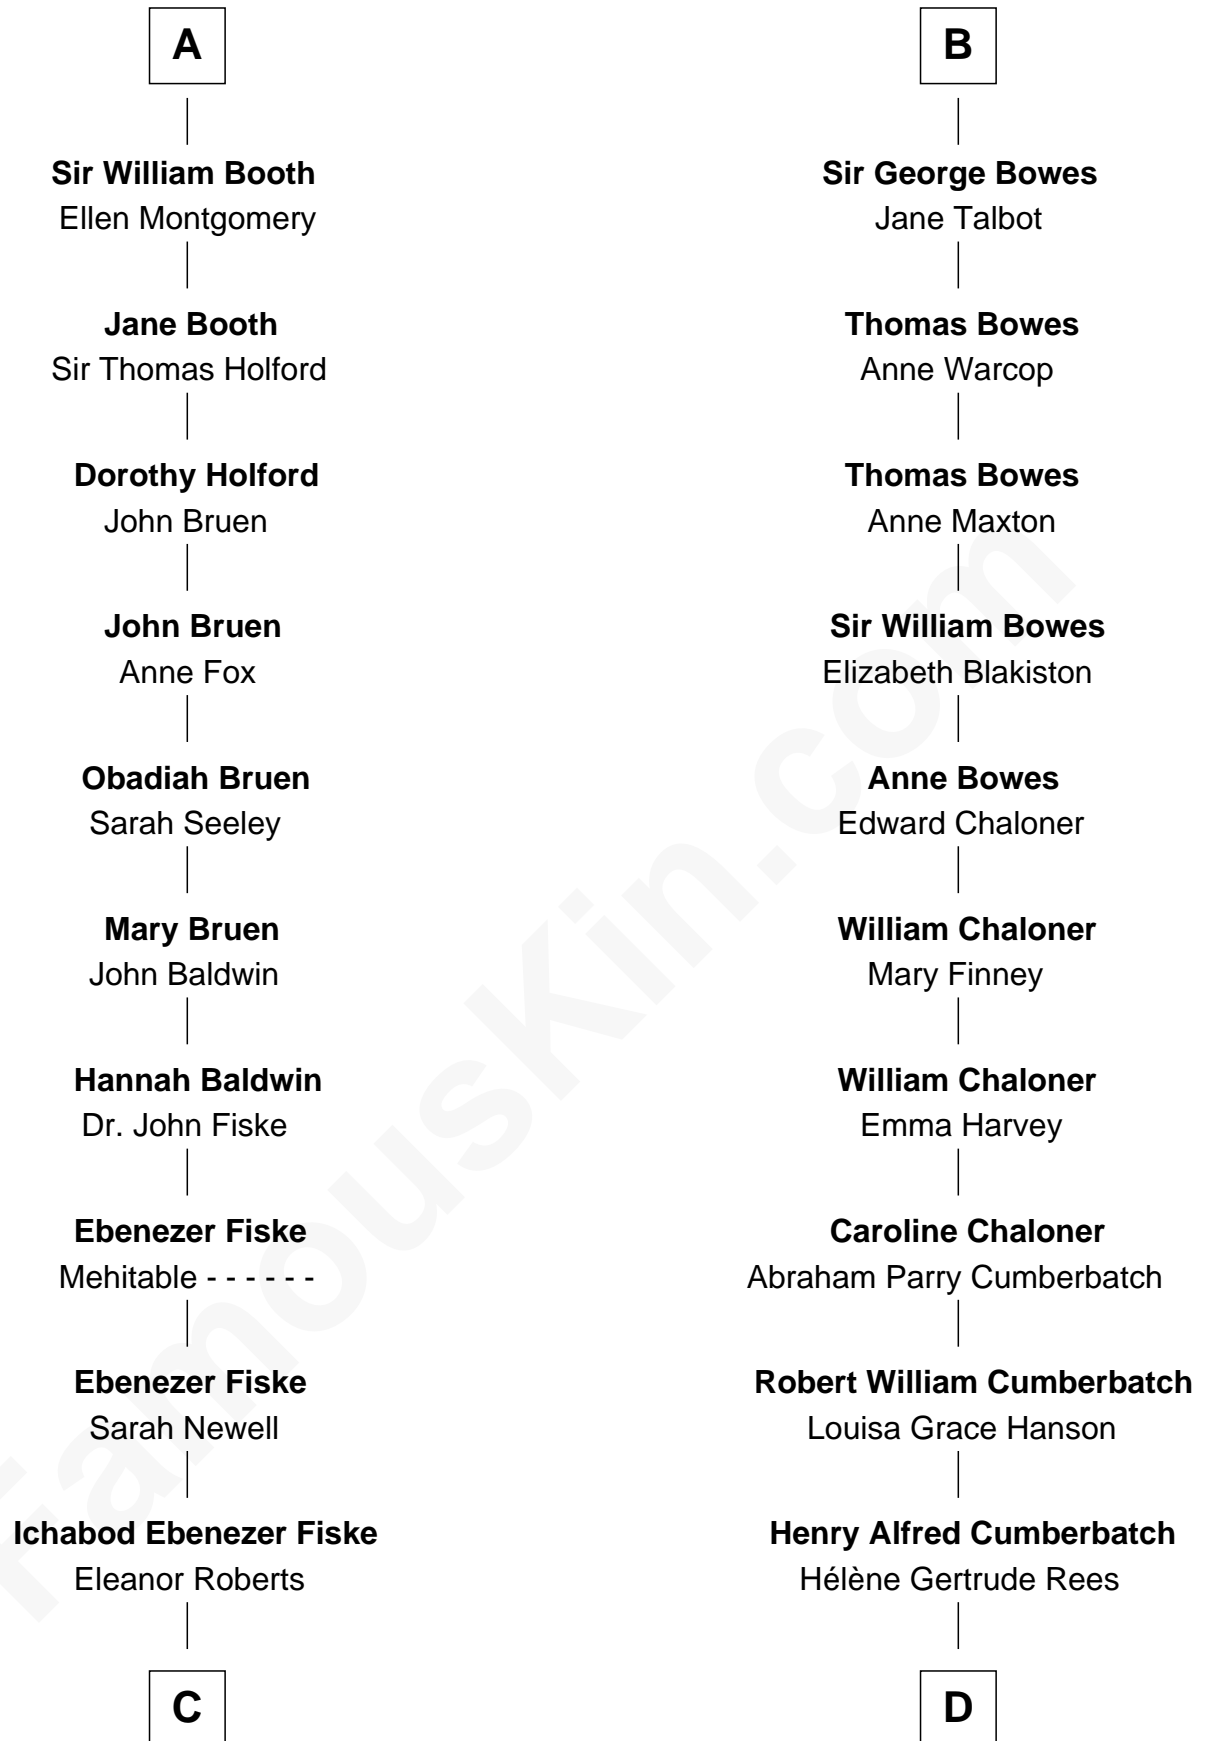 A
Sir William Booth
Ellen Montgomery
Jane Booth
Sir Thomas Holford
Dorothy Holford
John Bruen
John Bruen
Anne Fox
Obadiah Bruen
Sarah Seeley
Mary Bruen
John Baldwin
Hannah Baldwin
Dr. John Fiske
Ebenezer Fiske
Mehitable - - - - - -
Ebenezer Fiske
Sarah Newell
Ichabod Ebenezer Fiske
Eleanor Roberts
C
B
Sir George Bowes
Jane Talbot
Thomas Bowes
Anne Warcop
Thomas Bowes
Anne Maxton
Sir William Bowes
Elizabeth Blakiston
Anne Bowes
Edward Chaloner
William Chaloner
Mary Finney
William Chaloner
Emma Harvey
Caroline Chaloner
Abraham Parry Cumberbatch
Robert William Cumberbatch
Louisa Grace Hanson
Henry Alfred Cumberbatch
Hélène Gertrude Rees
D
FamousKin.com